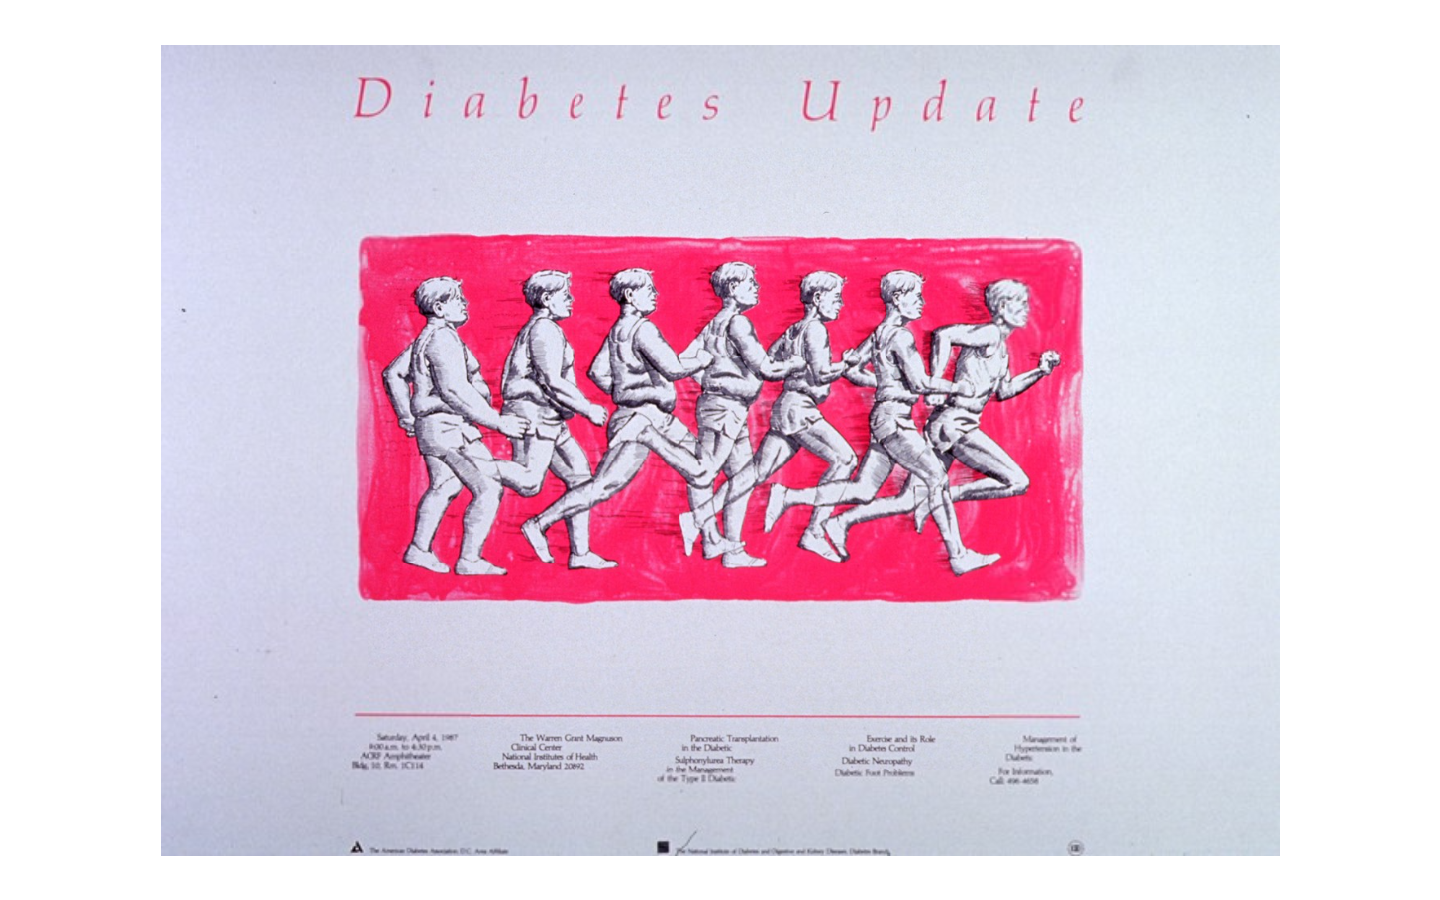 Diabetes Update
Saturday, April 4, 1987
9:00 a.m. to 4:30 p.m.
ACRF Amphitheater
Bldg. 10, Rm. 1C114
The Warren Grant Magnuson
Clinical Center
National Institutes of Health
Bethesda, Maryland 20892
Pancreatic Transplantation
in the Diabetic
Sulphonylurea Therapy
in the Management
of the Type II Diabetic
Exercise and its Role
in Diabetes Control
Diabetic Neuropathy
Diabetic Foot Problems
Management of
Hypertension in the
Diabetic
For Information,
Call: 496-4658
The American Diabetes Association, D.C. Area Affiliate
The National Institute of Diabetes and Digestive and Kidney Diseases, Diabetes Branch